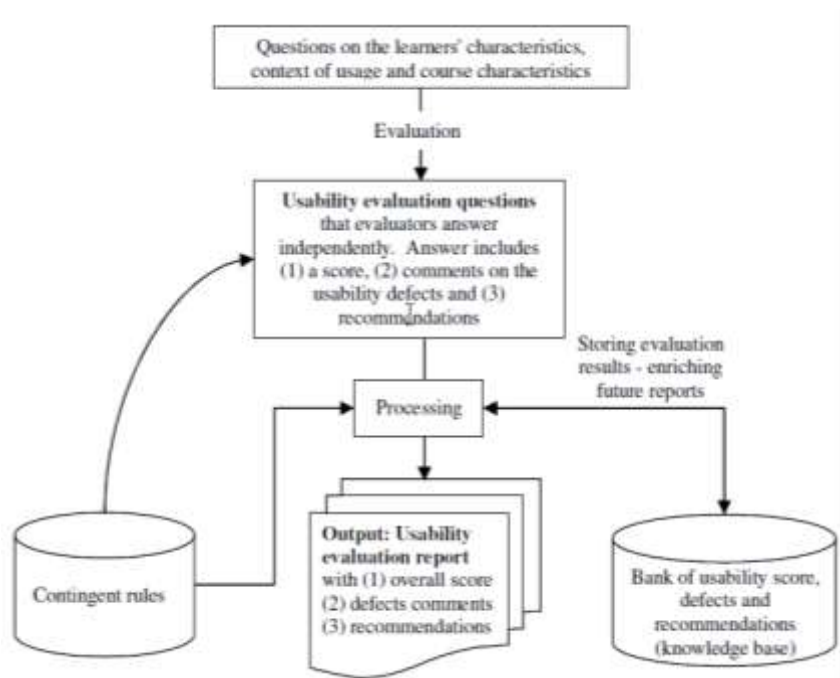 Questions on the learners' characteristics,
context of usage and course characteristics
Evaluation
Usability evaluation questions
that evaluators answer
independently. Answer includes
(1) a score, (2) comments on the
usability defects and (3)
recommendations
Storing evaluation
results - enriching
future reports
Processing
Contingent rules
Output: Usability
evaluation report
with (1) overall score
(2) defects comments
(3) recommendations
Bank of usability score,
defects and
recommendations
(knowledge base)